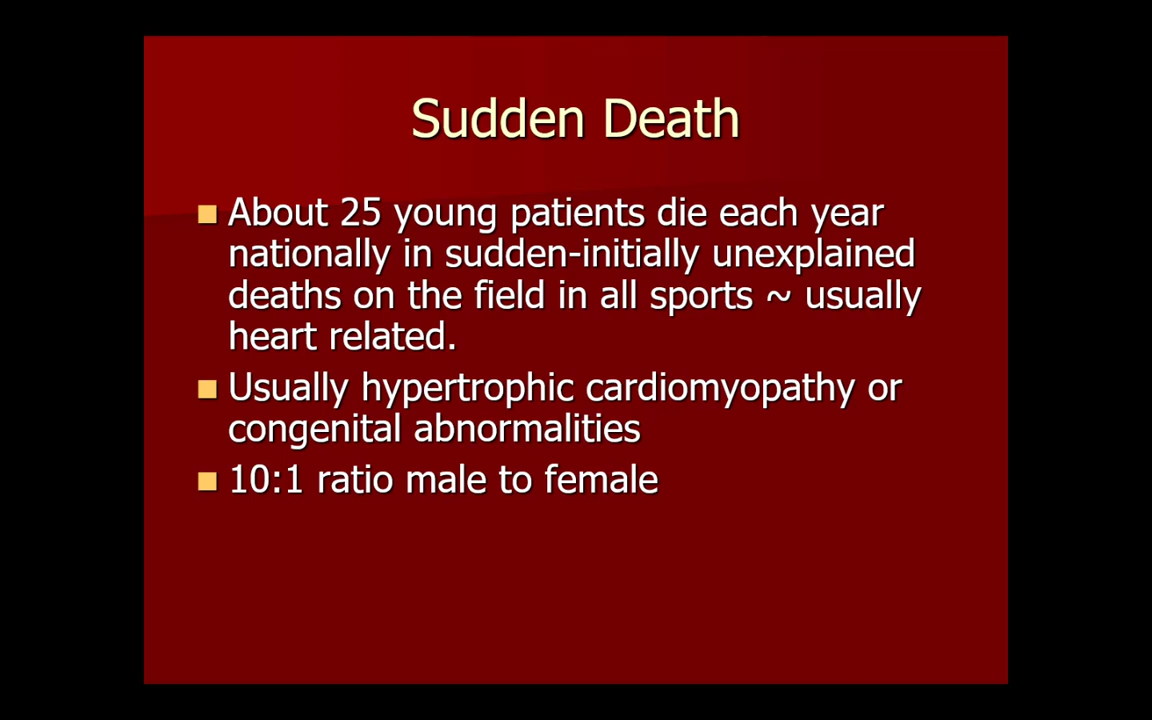 Sudden Death
About 25 young patients die each year
nationally in sudden-initially unexplained
deaths on the field in all sports ~ usually
heart related.
Usually hypertrophic cardiomyopathy or
congenital abnormalities
10:1 ratio male to female